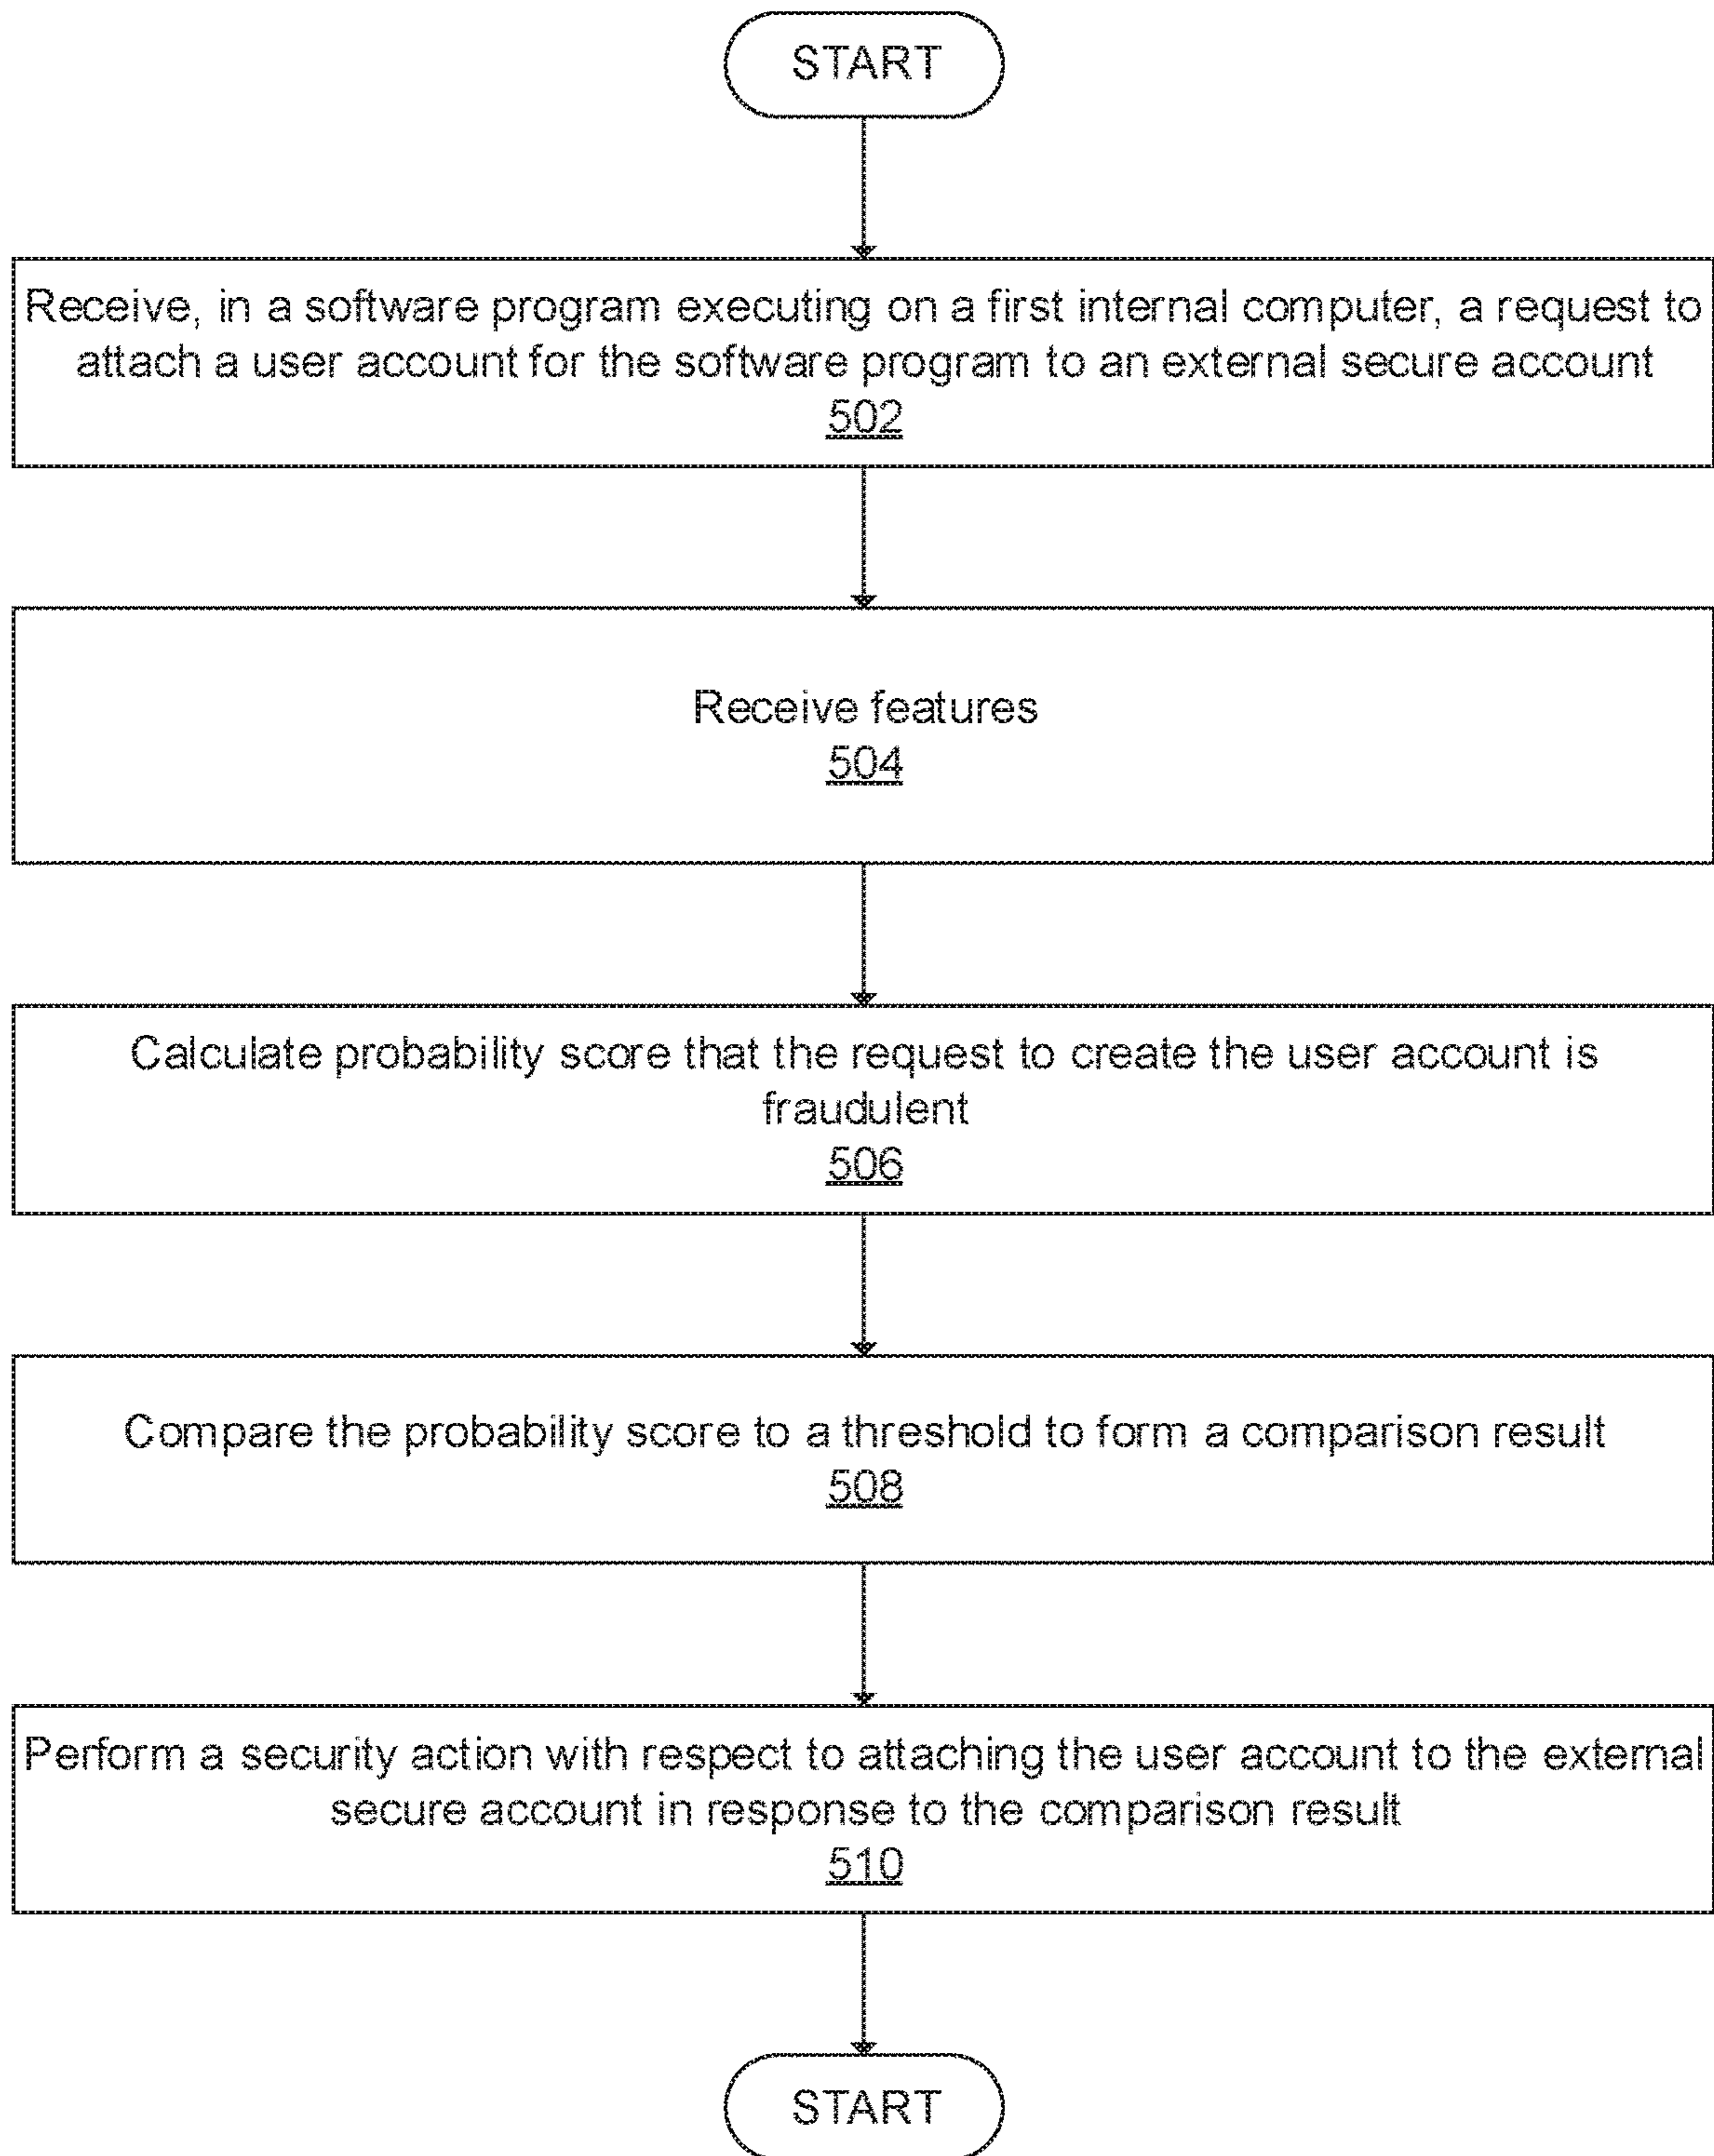 START
Receive, in a software program executing on a first internal computer, a request to
attach a user account for the software program to an external secure account
502
Receive features
504
Calculate probability score that the request to create the user account is
fraudulent
506
Compare the probability score to a threshold to form a comparison result
508
Perform a security action with respect to attaching the user account to the external
secure account in response to the comparison result
510
START